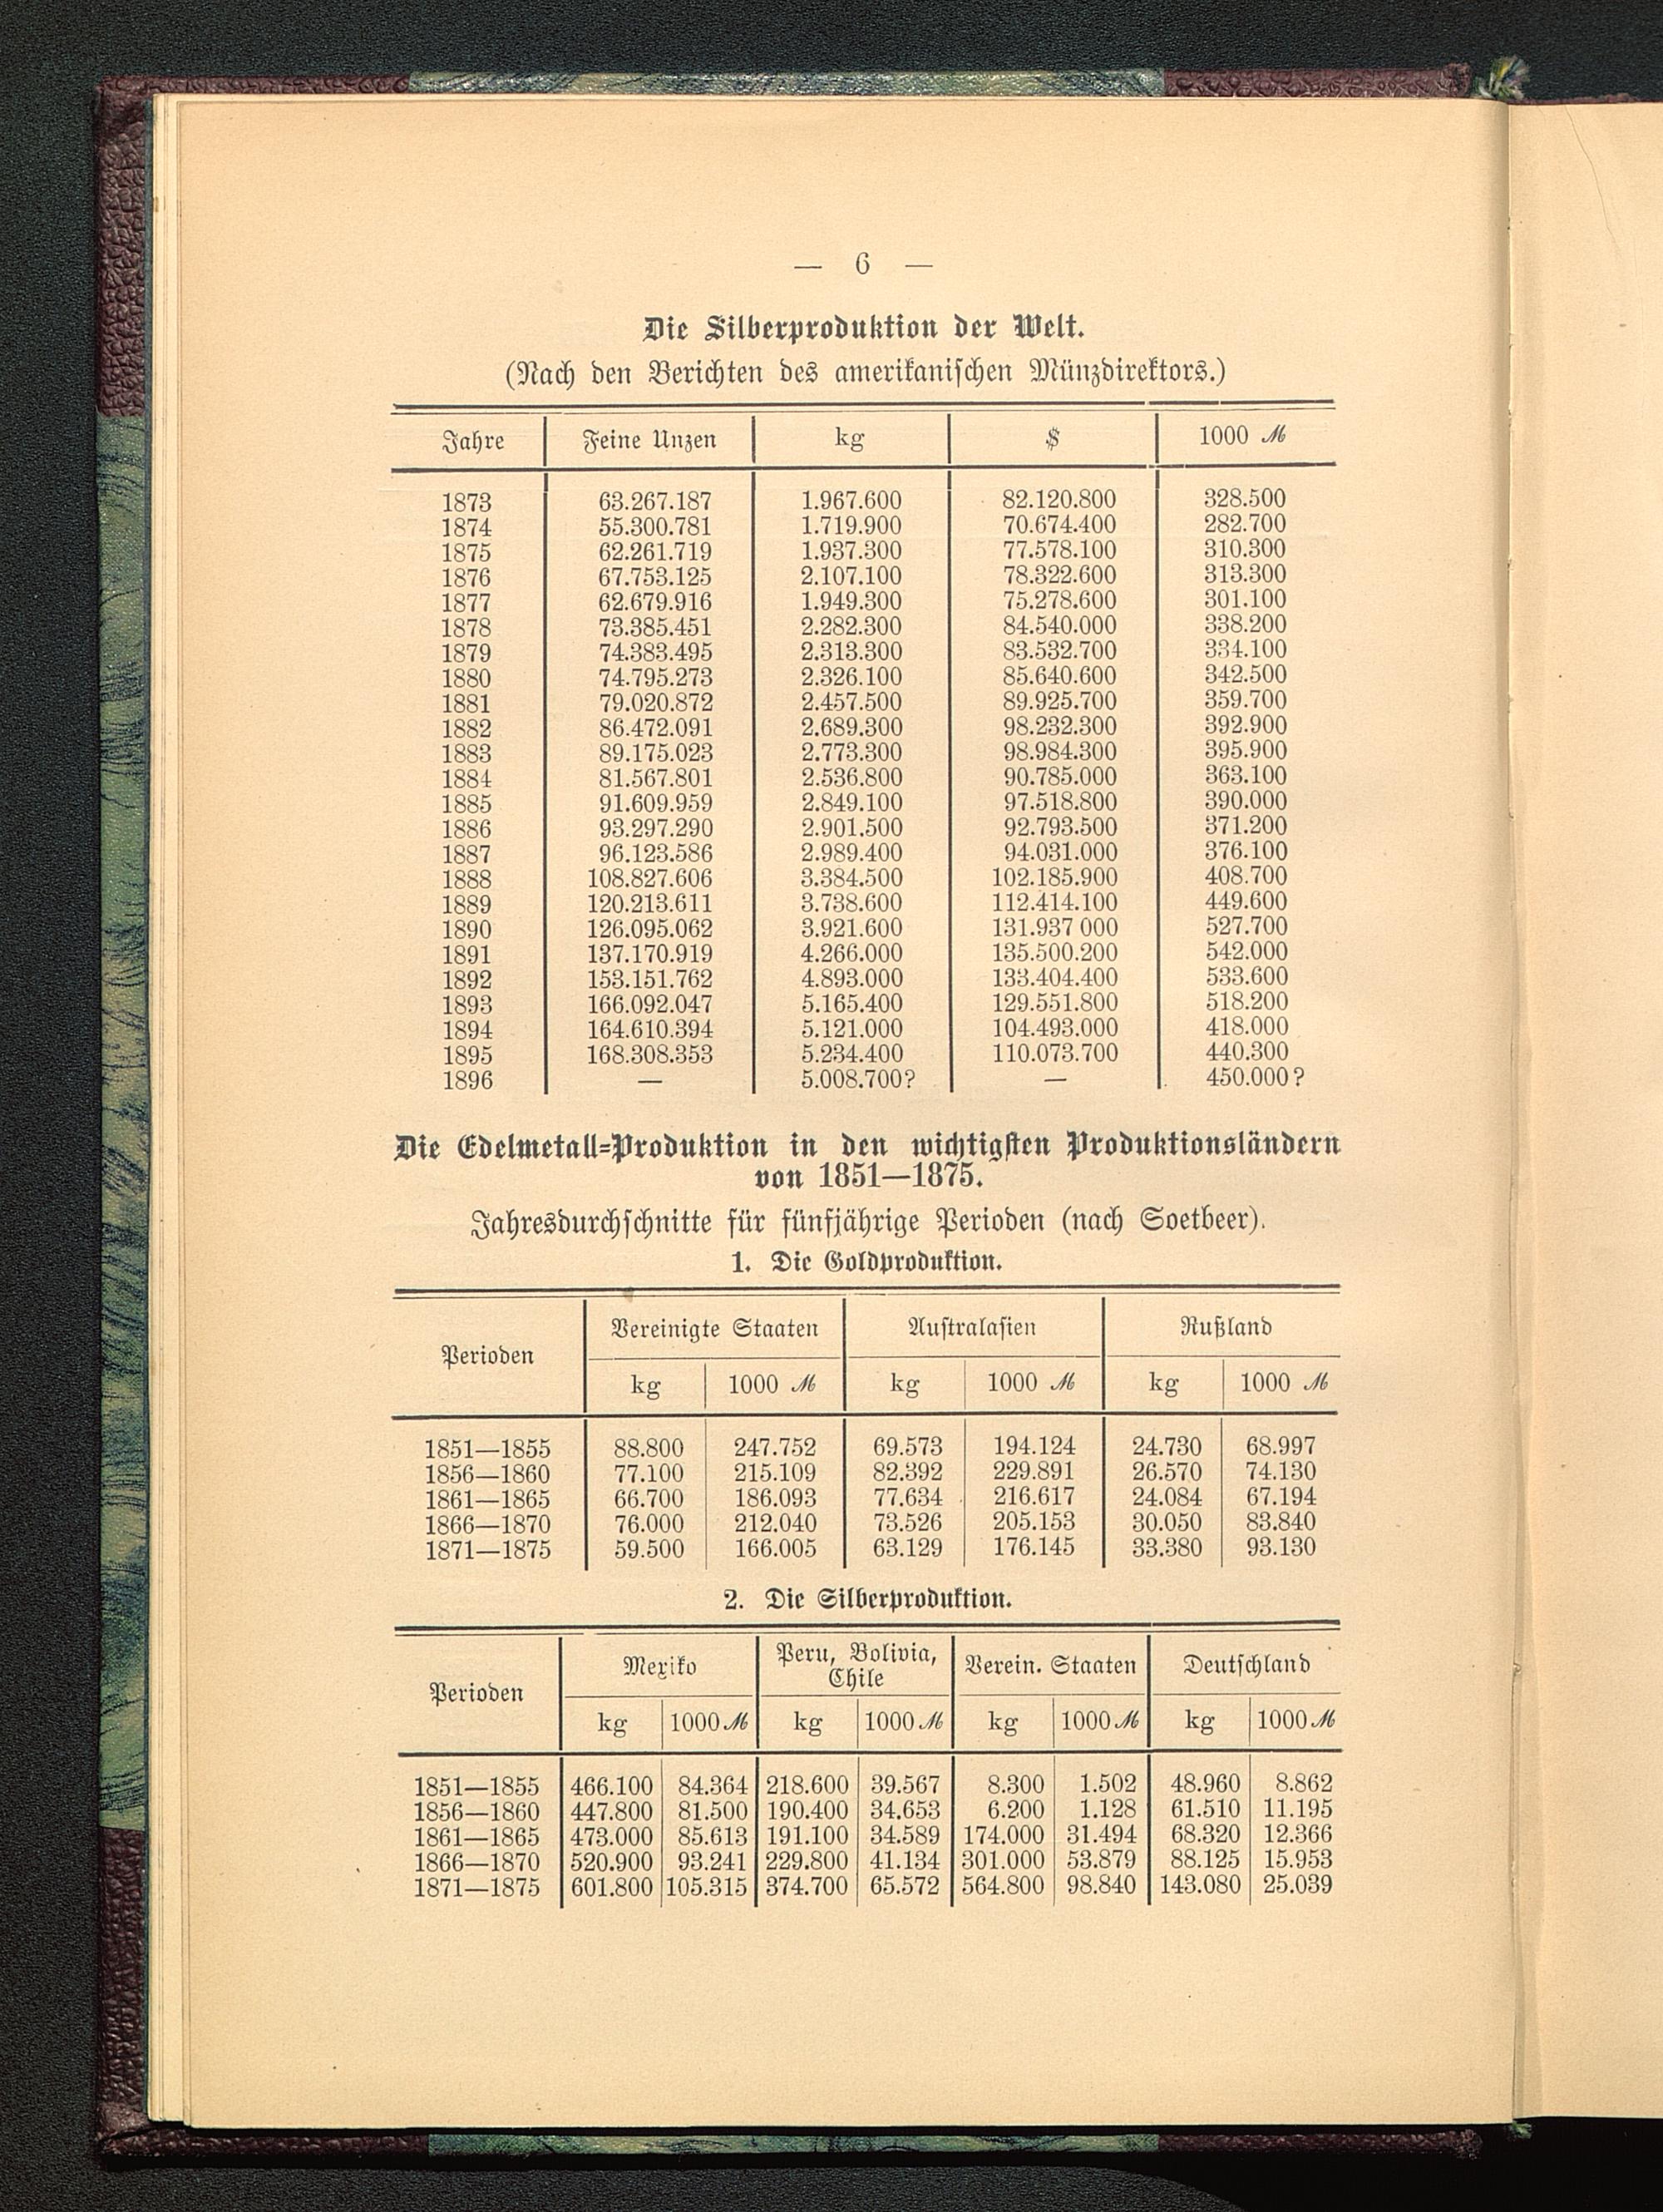 — 6 —
Die Silberproduktion der Welt.
(Nach den Berichten des amerikanischen Münzdirektors.)
Jahre Feine Unzen kg $ 1000 ℳ
1873 63.267.187 1.967.600 82.120.800 328.500
1874 55.300.781 1.719.900 70.674.400 282.700
1875 62.261.719 1.937.300 77.578.100 310.300
1876 67.753.125 2.107.100 78.322.600 313.300
1877 62.679.916 1.949.300 75.278.600 301.100
1878 73.385.451 2.282.300 84.540.000 338.200
1879 74.383.495 2.313.300 83.532.700 334.100
1880 74.795.273 2.326.100 85.640.600 342.500
1881 79.020.872 2.457.500 89.925.700 359.700
1882 86.472.091 2.689.300 98.232.300 392.900
1883 89.175.023 2.773.300 98.984.300 395.900
1884 81.567.801 2.536.800 90.785.000 363.100
1885 91.609.959 2.849.100 97.518.800 390.000
1886 93.297.290 2.901.500 92.793.500 371.200
1887 96.123.586 2.989.400 94.031.000 376.100
1888 108.827.606 3.384.500 102.185.900 408.700
1889 120.213.611 3.738.600 112.414.100 449.600
1890 126.095.062 3.921.600 131.937 000 527.700
1891 137.170.919 4.266.000 135.500.200 542.000
1892 153.151.762 4.893.000 133.404.400 533.600
1893 166.092.047 5.165.400 129.551.800 518.200
1894 164.610.394 5.121.000 104.493.000 418.000
1895 168.308.353 5.234.400 110.073.700 440.300
1896 — 5.008.700? — 450.000?
Die Edelmetall=Produktion in den wichtigsten Produktionsländern
von 1851—1875.
Jahresdurchschnitte für fünfjährige Perioden (nach Soetbeer).
1. Die Goldproduktion.
Perioden Vereinigte Staaten Australasien Rußland
kg 1000 ℳ kg 1000 ℳ kg 1000 ℳ
1851—1855 88.800 247.752 69.573 194.124 24.730 68.997
1856—1860 77.100 215.109 82.392 229.891 26.570 74.130
1861—1865 66.700 186.093 77.634 216.617 24.084 67.194
1866—1870 76.000 212.040 73.526 205.153 30.050 83.840
1871—1875 59.500 166.005 63.129 176.145 33.380 93.130
2. Die Silberproduktion.
Perioden Mexiko Peru, Bolivia, Chile Verein. Staaten Deutschland
kg 1000 ℳ kg 1000 ℳ kg 1000 ℳ kg 1000 ℳ
1851—1855 466.100 84.364 218.600 39.567 8.300 1.502 48.960 8.862
1856—1860 447.800 81.500 190.400 34.653 6.200 1.128 61.510 11.195
1861—1865 473.000 85.613 191.100 34.589 174.000 31.494 68.320 12.366
1866—1870 520.900 93.241 229.800 41.134 301.000 53.879 88.125 15.953
1871—1875 601.800 105.315 374.700 65.572 564.800 98.840 143.080 25.039